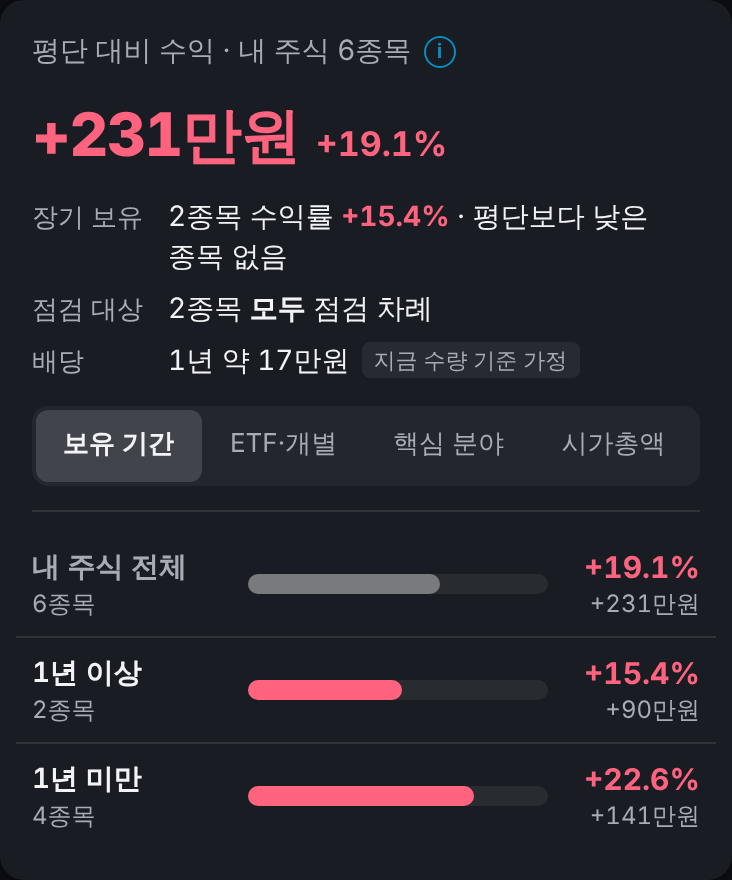 평단 대비 수익 · 내 주식 6종목 i
+231만원 +19.1%
장기 보유 2종목 수익률 +15.4% · 평단보다 낮은
종목 없음
점검 대상 2종목 모두 점검 차례
배당 1년 약 17만원 지금 수량 기준 가정
보유 기간 ETF·개별 핵심 분야 시가총액
내 주식 전체 +19.1%
6종목 +231만원
1년 이상 +15.4%
2종목 +90만원
1년 미만 +22.6%
4종목 +141만원